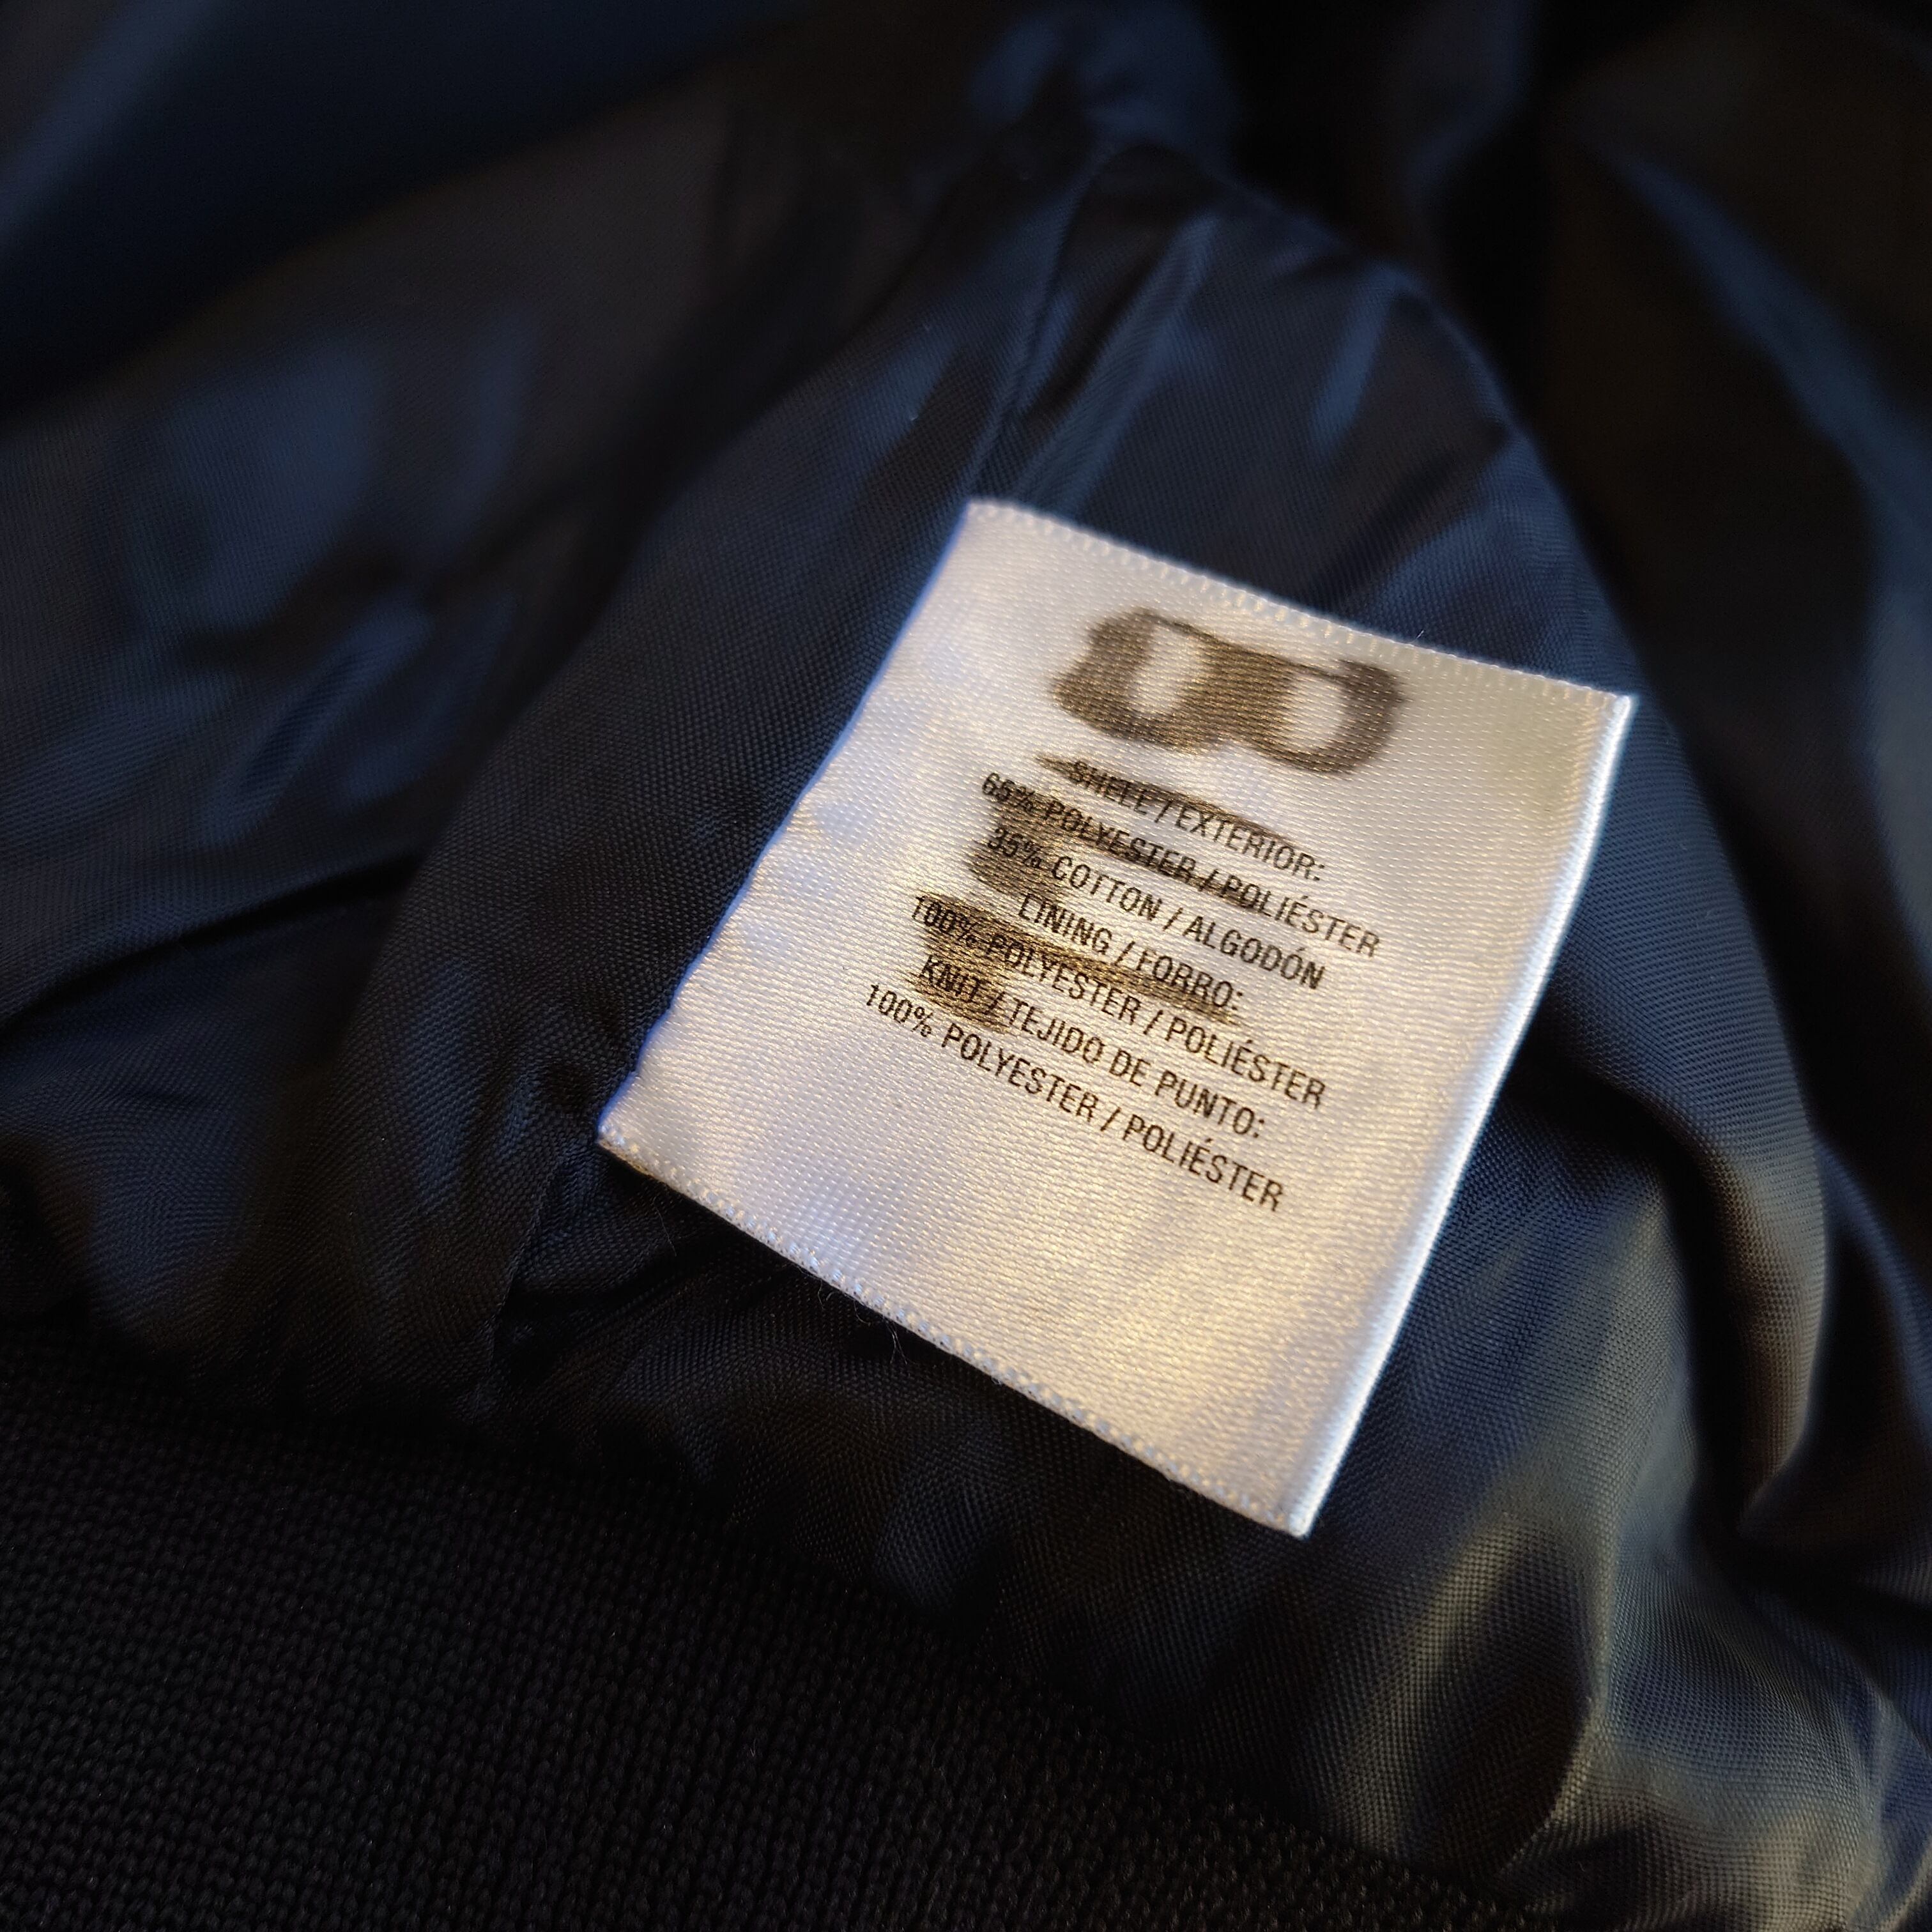 SHELL / EXTERIOR:
65% POLYESTER / POLIÉSTER
35% COTTON / ALGODÓN
LINING / FORRO:
100% POLYESTER / POLIÉSTER
KNIT / TEJIDO DE PUNTO:
100% POLYESTER / POLIÉSTER